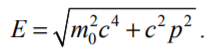 E = √(m₀²c⁴ + c²p²) .